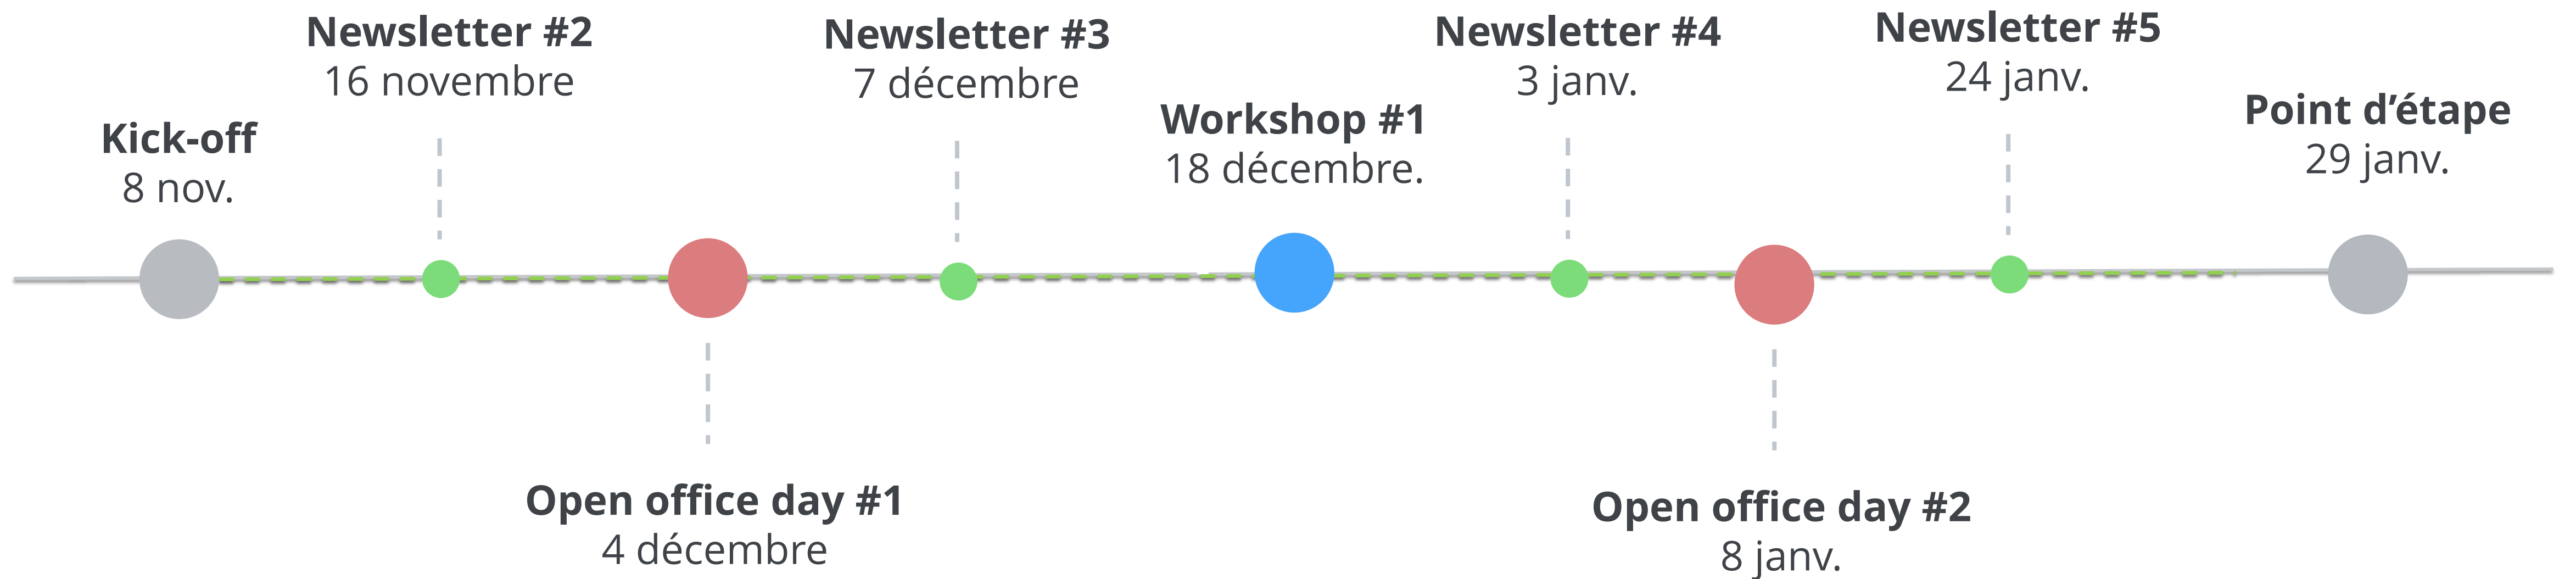 Kick-off
8 nov.
Newsletter #2
16 novembre
Open office day #1
4 décembre
Newsletter #3
7 décembre
Workshop #1
18 décembre.
Newsletter #4
3 janv.
Open office day #2
8 janv.
Newsletter #5
24 janv.
Point d’étape
29 janv.